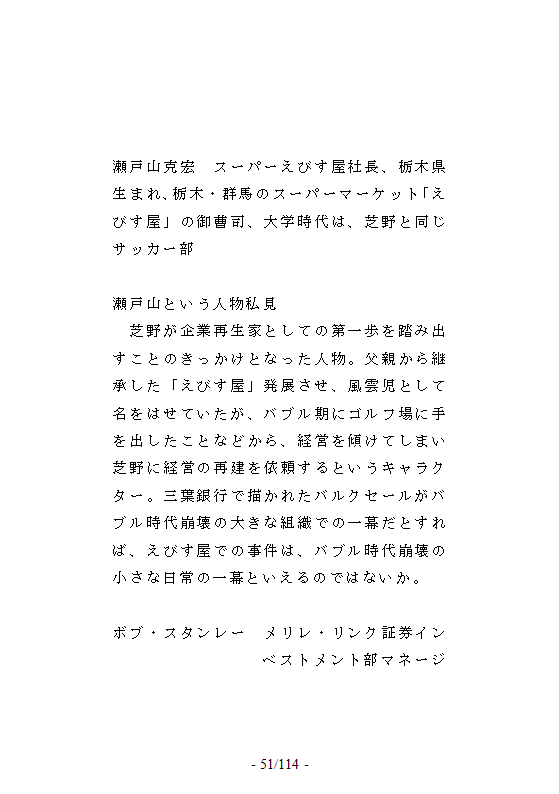 瀬戸山克宏　スーパーえびす屋社長、栃木県
生まれ、栃木・群馬のスーパーマーケット「え
びす屋」の御曹司、大学時代は、芝野と同じ
サッカー部
瀬戸山という人物私見
　芝野が企業再生家としての第一歩を踏み出
すことのきっかけとなった人物。父親から継
承した「えびす屋」発展させ、風雲児として
名をはせていたが、バブル期にゴルフ場に手
を出したことなどから、経営を傾けてしまい
芝野に経営の再建を依頼するというキャラク
ター。三葉銀行で描かれたバルクセールがバ
ブル時代崩壊の大きな組織での一幕だとすれ
ば、えびす屋での事件は、バブル時代崩壊の
小さな日常の一幕といえるのではないか。
ボブ・スタンレー　メリレ・リンク証券イン
ベストメント部マネージ
- 51/114 -